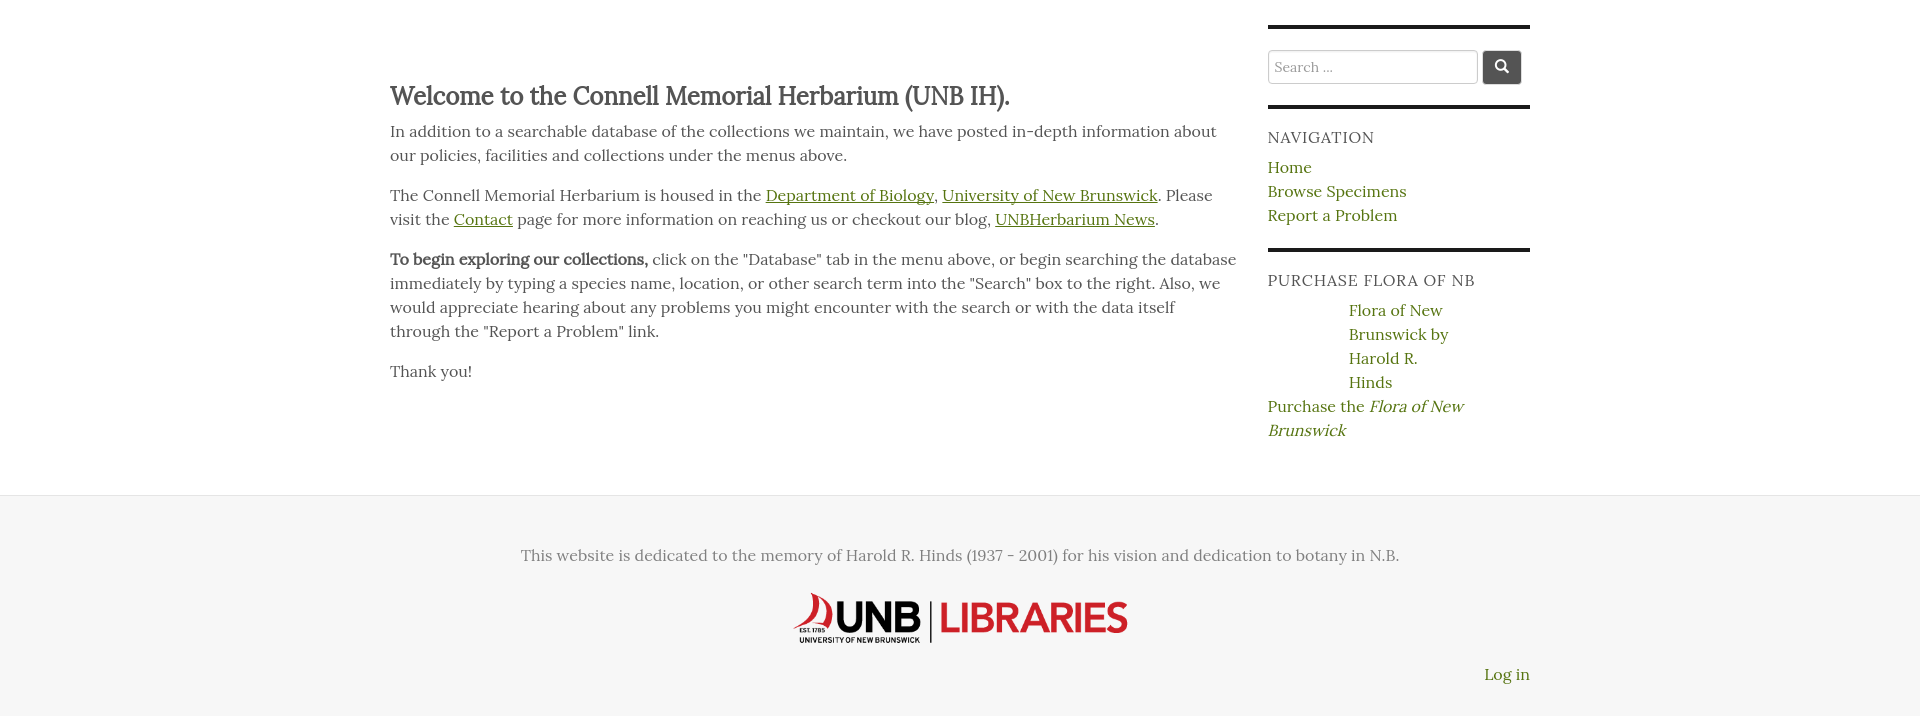 Welcome to the Connell Memorial Herbarium (UNB IH).
In addition to a searchable database of the collections we maintain, we have posted in-depth information about
our policies, facilities and collections under the menus above.
The Connell Memorial Herbarium is housed in the Department of Biology, University of New Brunswick. Please
visit the Contact page for more information on reaching us or checkout our blog, UNBHerbarium News.
To begin exploring our collections, click on the "Database" tab in the menu above, or begin searching the database
immediately by typing a species name, location, or other search term into the "Search" box to the right. Also, we
would appreciate hearing about any problems you might encounter with the search or with the data itself
through the "Report a Problem" link.
Thank you!
Search ...
NAVIGATION
Home
Browse Specimens
Report a Problem
PURCHASE FLORA OF NB
Flora of New
Brunswick by
Harold R.
Hinds
Purchase the Flora of New
Brunswick
This website is dedicated to the memory of Harold R. Hinds (1937 - 2001) for his vision and dedication to botany in N.B.
EST. 1785 UNB | LIBRARIES
UNIVERSITY OF NEW BRUNSWICK
Log in